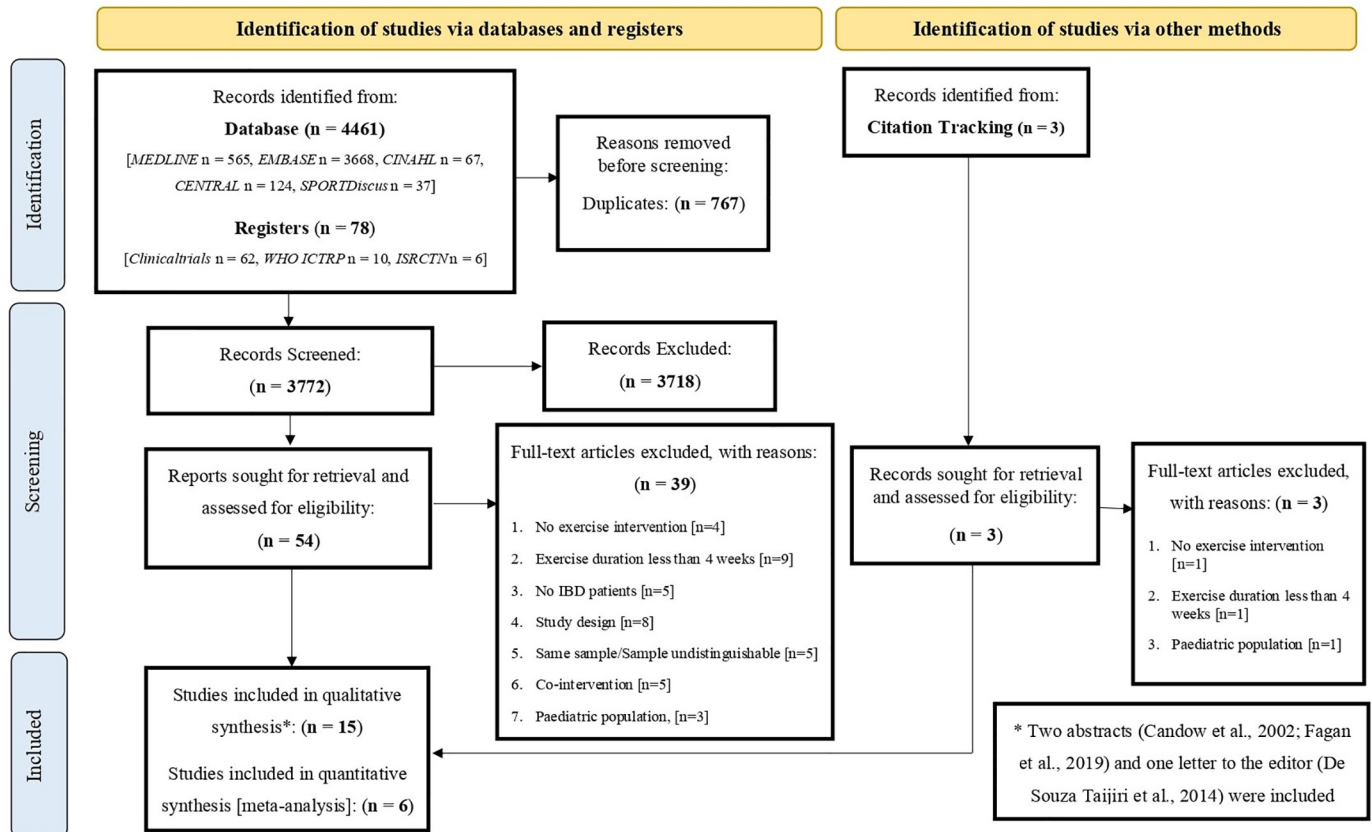 Identification of studies via databases and registers
Identification of studies via other methods
Identification
Records identified from:
Database (n = 4461)
[MEDLINE n = 565, EMBASE n = 3668, CINAHL n = 67,
CENTRAL n = 124, SPORTDiscus n = 37]
Registers (n = 78)
[Clinicaltrials n = 62, WHO ICTRP n = 10, ISRCTN n = 6]
Reasons removed
before screening:
Duplicates: (n = 767)
Records identified from:
Citation Tracking (n = 3)
Screening
Records Screened:
(n = 3772)
Records Excluded:
(n = 3718)
Reports sought for retrieval and
assessed for eligibility:
(n = 54)
Full-text articles excluded, with reasons:
(n = 39)
1. No exercise intervention [n=4]
2. Exercise duration less than 4 weeks [n=9]
3. No IBD patients [n=5]
4. Study design [n=8]
5. Same sample/Sample undistinguishable [n=5]
6. Co-intervention [n=5]
7. Paediatric population, [n=3]
Records sought for retrieval
and assessed for eligibility:
(n = 3)
Full-text articles excluded,
with reasons: (n = 3)
1. No exercise intervention
[n=1]
2. Exercise duration less than 4
weeks [n=1]
3. Paediatric population [n=1]
Included
Studies included in qualitative
synthesis*: (n = 15)
Studies included in quantitative
synthesis [meta-analysis]: (n = 6)
* Two abstracts (Candow et al., 2002; Fagan
et al., 2019) and one letter to the editor (De
Souza Taijiri et al., 2014) were included